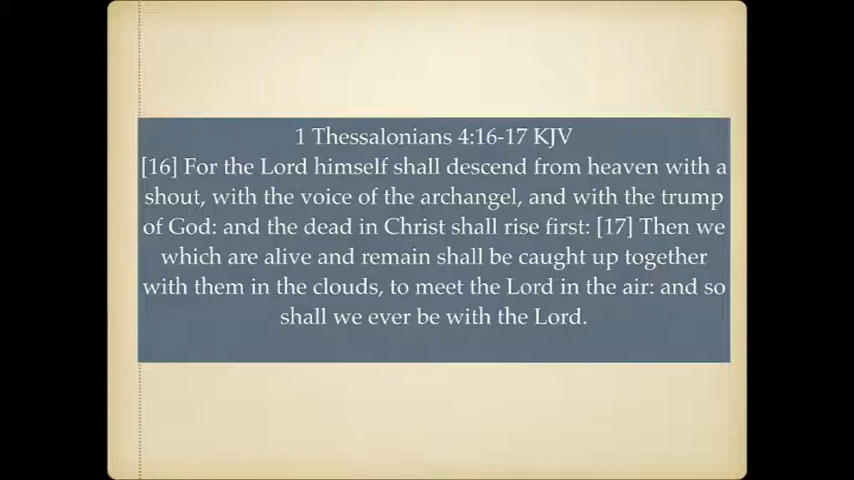 1 Thessalonians 4:16-17 KJV
[16] For the Lord himself shall descend from heaven with a
shout, with the voice of the archangel, and with the trump
of God: and the dead in Christ shall rise first: [17] Then we
which are alive and remain shall be caught up together
with them in the clouds, to meet the Lord in the air: and so
shall we ever be with the Lord.